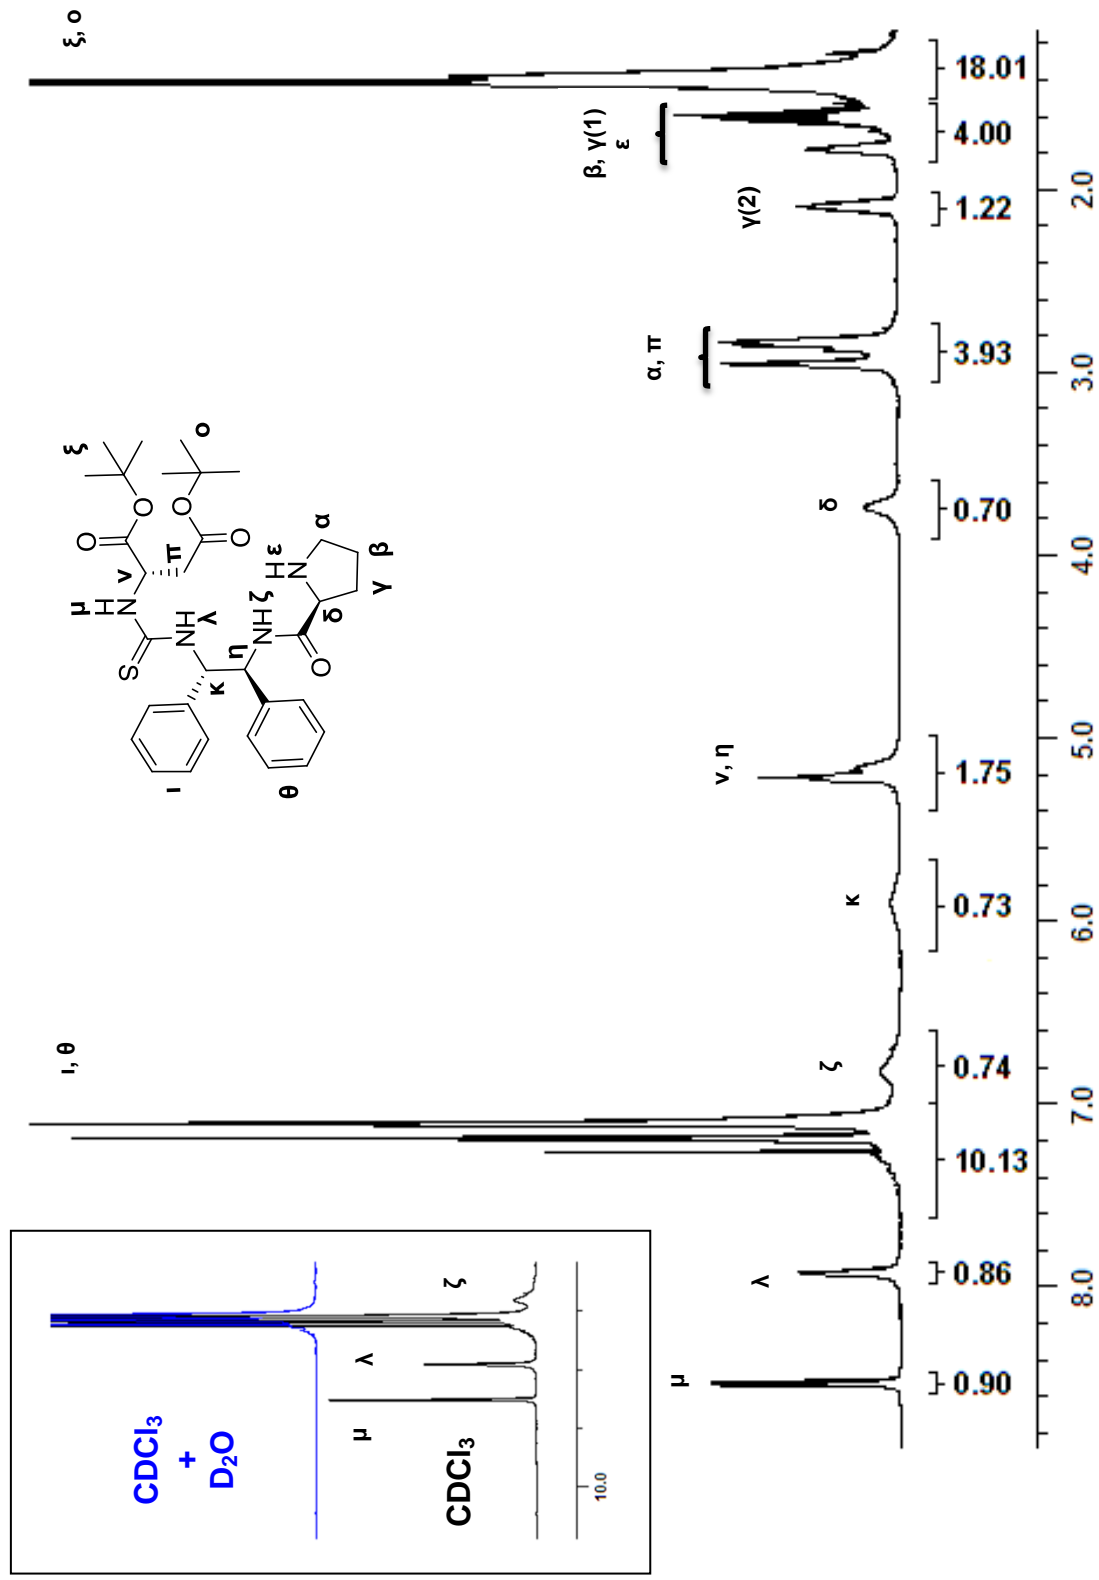 CDCl₃
+
D₂O
CDCl₃
μ
λ
ζ
10.0
ι, θ
ξ, ο
μ
λ
ζ
κ
ν, η
δ
α, π
γ(2)
β, γ(1)
ε
ι
θ
κ
η
S
H
N
μ
ν
π
O
O
ξ
O
O
ο
H
N
λ
H
N
ζ
O
δ
H
N
ε
α
β
γ
0.90
0.86
10.13
0.74
0.73
1.75
0.70
3.93
1.22
4.00
18.01
8.0
7.0
6.0
5.0
4.0
3.0
2.0